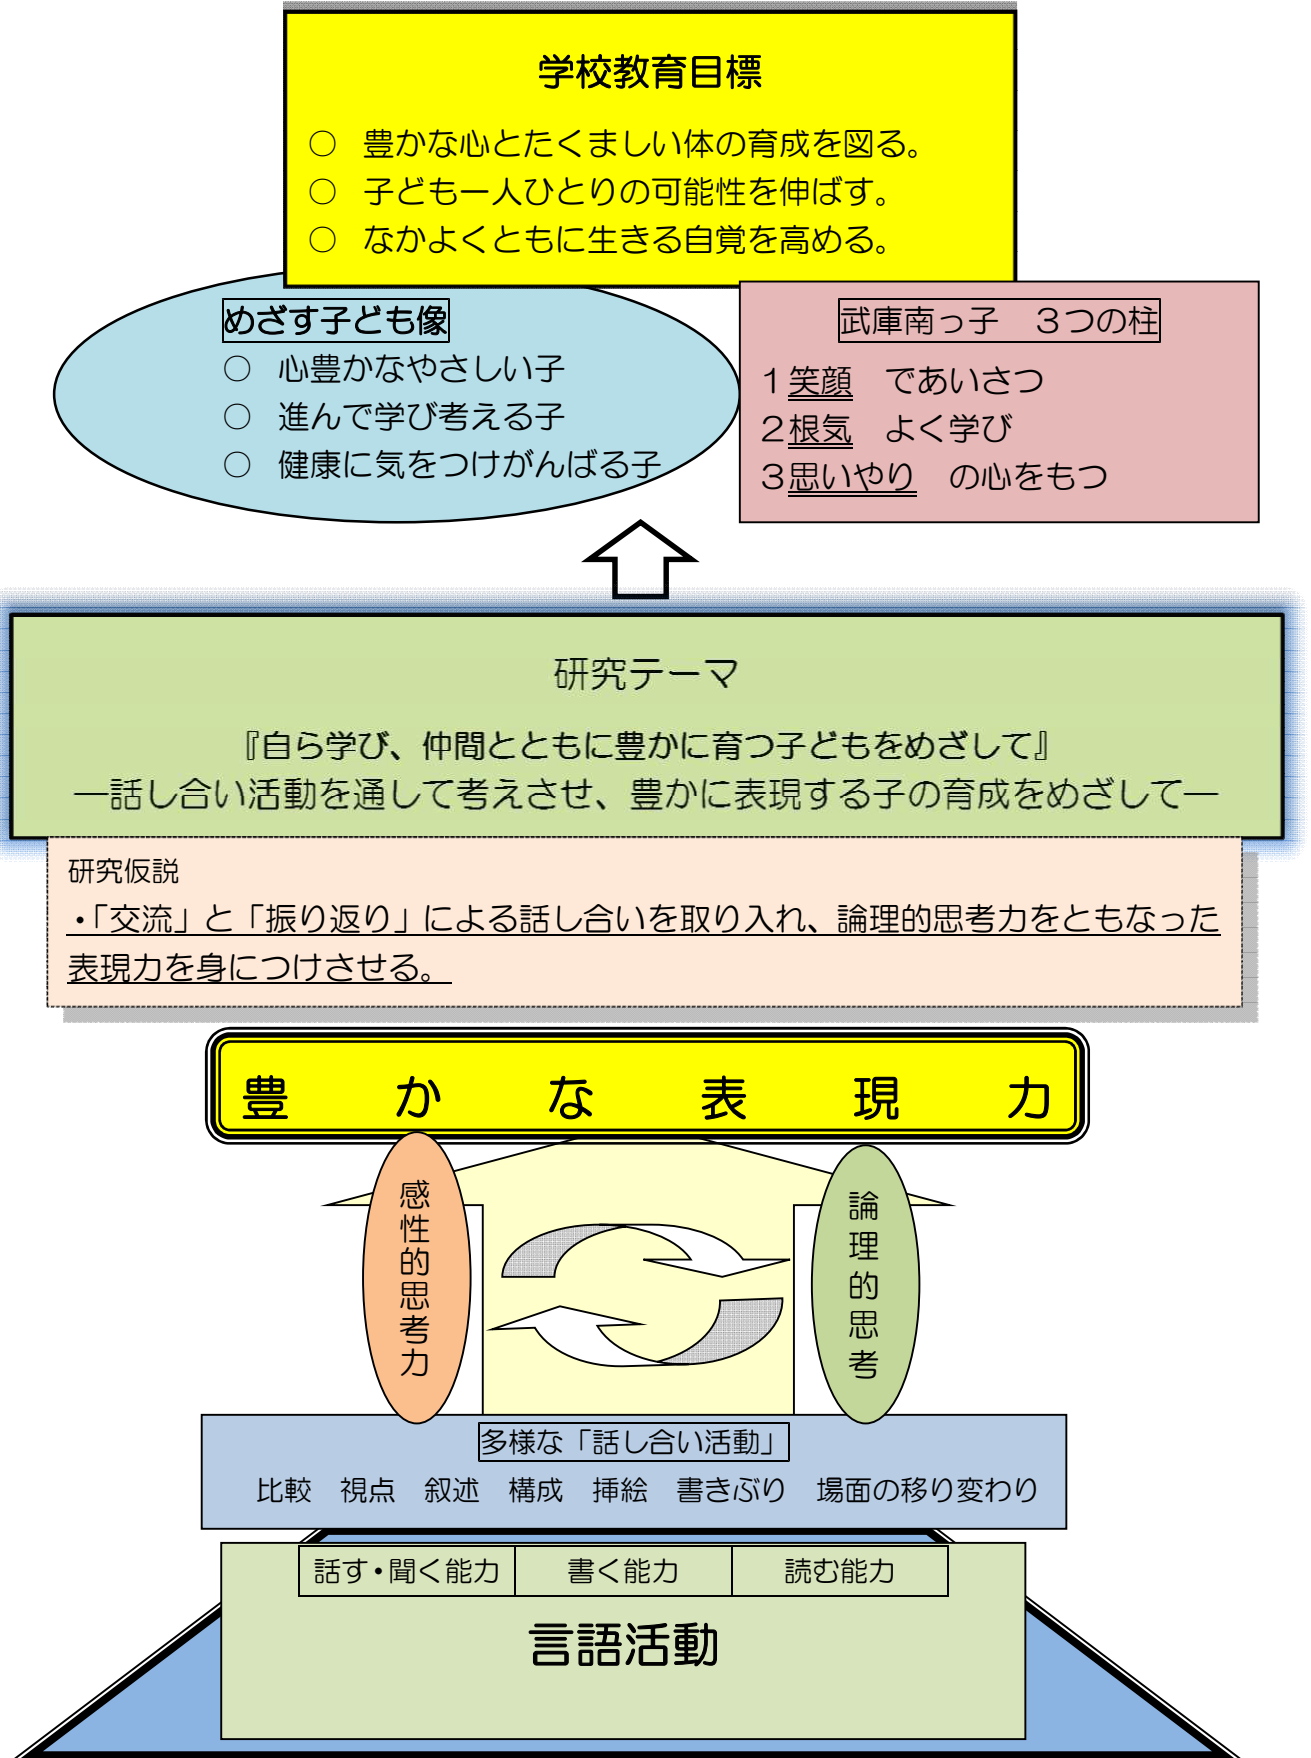 学校教育目標
○　豊かな心とたくましい体の育成を図る。
○　子ども一人ひとりの可能性を伸ばす。
○　なかよくともに生きる自覚を高める。
めざす子ども像
○　心豊かなやさしい子
○　進んで学び考える子
○　健康に気をつけがんばる子
武庫南っ子　３つの柱
１笑顔　であいさつ
２根気　よく学び
３思いやり　の心をもつ
研究テーマ
『自ら学び、仲間とともに豊かに育つ子どもをめざして』
―話し合い活動を通して考えさせ、豊かに表現する子の育成をめざして―
研究仮説
・「交流」と「振り返り」による話し合いを取り入れ、論理的思考力をともなった
表現力を身につけさせる。
豊かな表現力
感性的思考力
論理的思考
多様な「話し合い活動」
比較　視点　叙述　構成　挿絵　書きぶり　場面の移り変わり
話す・聞く能力　書く能力　読む能力
言語活動